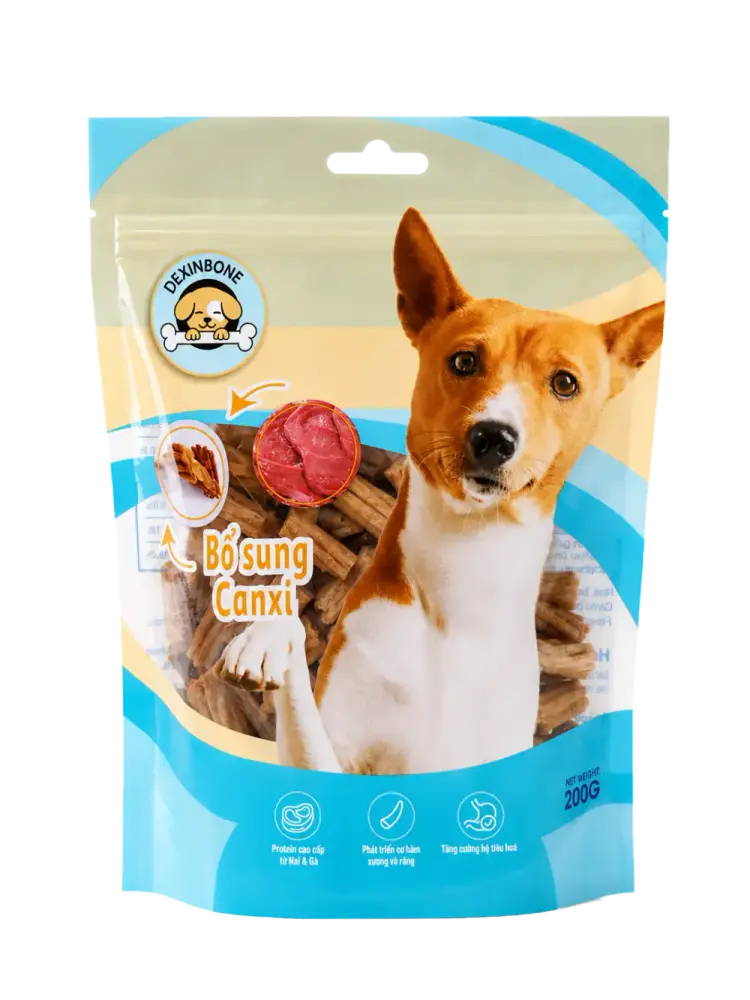 DEXINBONE
Bổ sung
Canxi
NET WEIGHT:
200G
Protein cao cấp
từ Nai & Gà
Phát triển cơ hàm
xương và răng
Tăng cường hệ tiêu hoá